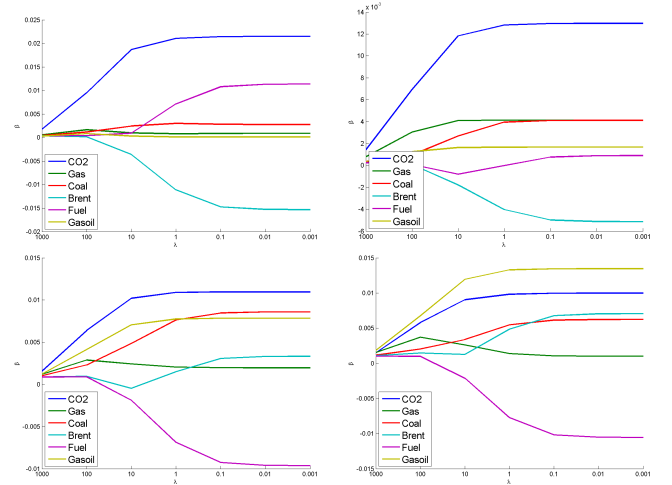 0.025
0.02
0.015
0.01
0.005
0
-0.005
-0.01
-0.015
-0.02
β
1000 100 10 1 0.1 0.01 0.001
λ
CO2
Gas
Coal
Brent
Fuel
Gasoil
x 10⁻³
14
12
10
8
6
4
2
0
-2
-4
-6
β
1000 100 10 1 0.1 0.01 0.001
λ
CO2
Gas
Coal
Brent
Fuel
Gasoil
0.015
0.01
0.005
0
-0.005
-0.01
β
1000 100 10 1 0.1 0.01 0.001
λ
CO2
Gas
Coal
Brent
Fuel
Gasoil
0.015
0.01
0.005
0
-0.005
-0.01
-0.015
β
1000 100 10 1 0.1 0.01 0.001
λ
CO2
Gas
Coal
Brent
Fuel
Gasoil